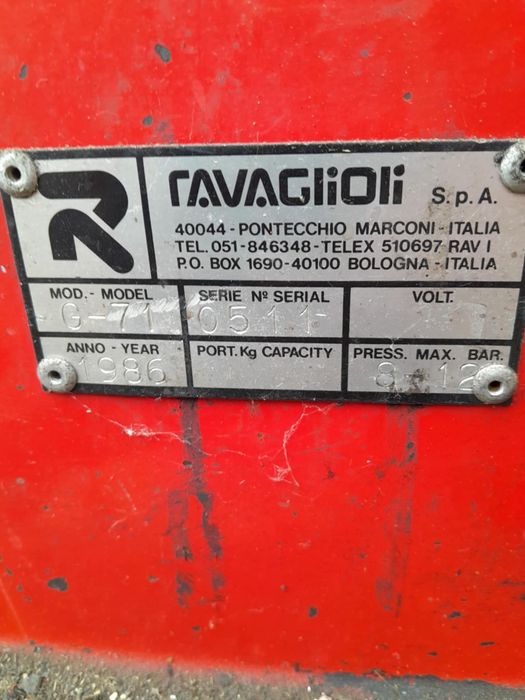 RAVAGLIOLI S.p.A.
40044 - PONTECCHIO MARCONI - ITALIA
TEL. 051 - 846348 - TELEX 510697 RAV I
P.O. BOX 1690 - 40100 BOLOGNA - ITALIA
MOD. - MODEL SERIE Nº SERIAL VOLT.
G-71 0511
ANNO - YEAR PORT. Kg CAPACITY PRESS. MAX. BAR.
1986 8-12